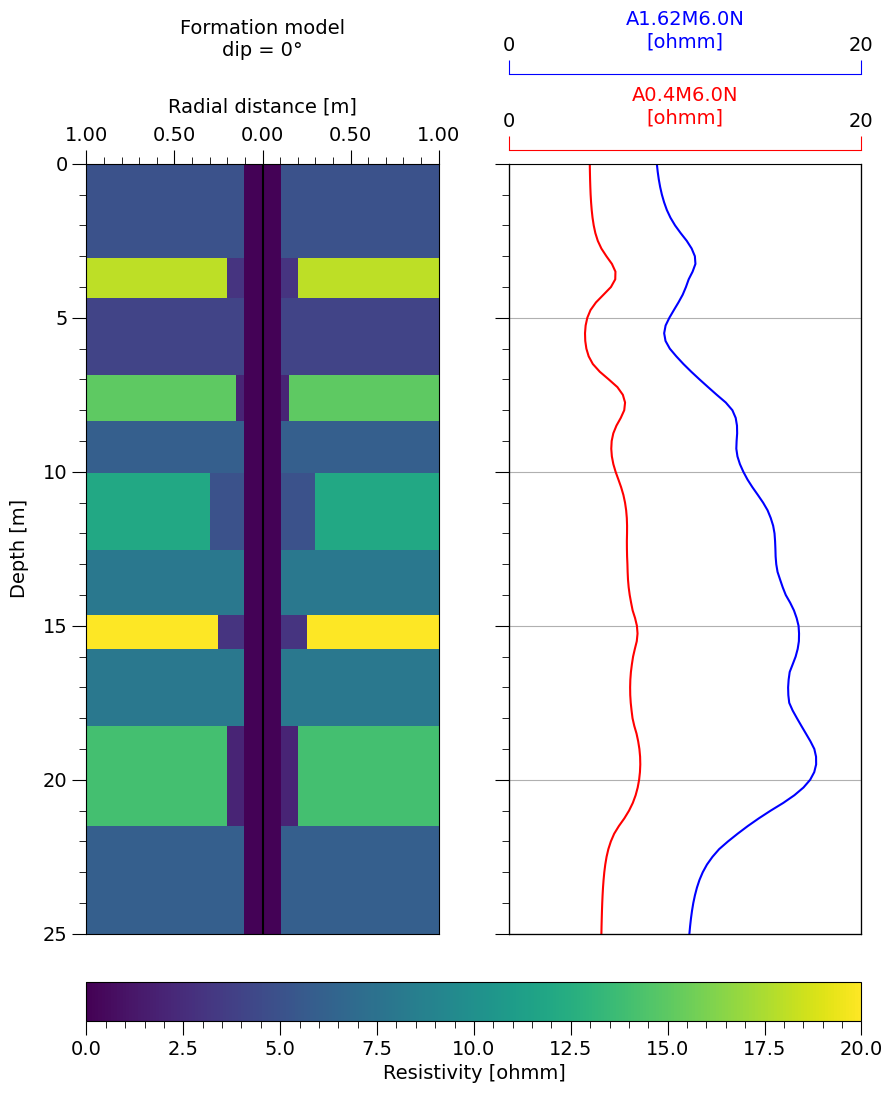 Formation model
dip = 0°
Radial distance [m]
1.00 0.50 0.00 0.50 1.00
A1.62M6.0N
0 [ohmm] 20
A0.4M6.0N
0 [ohmm] 20
Depth [m]
0
5
10
15
20
25
0.0 2.5 5.0 7.5 10.0 12.5 15.0 17.5 20.0
Resistivity [ohmm]